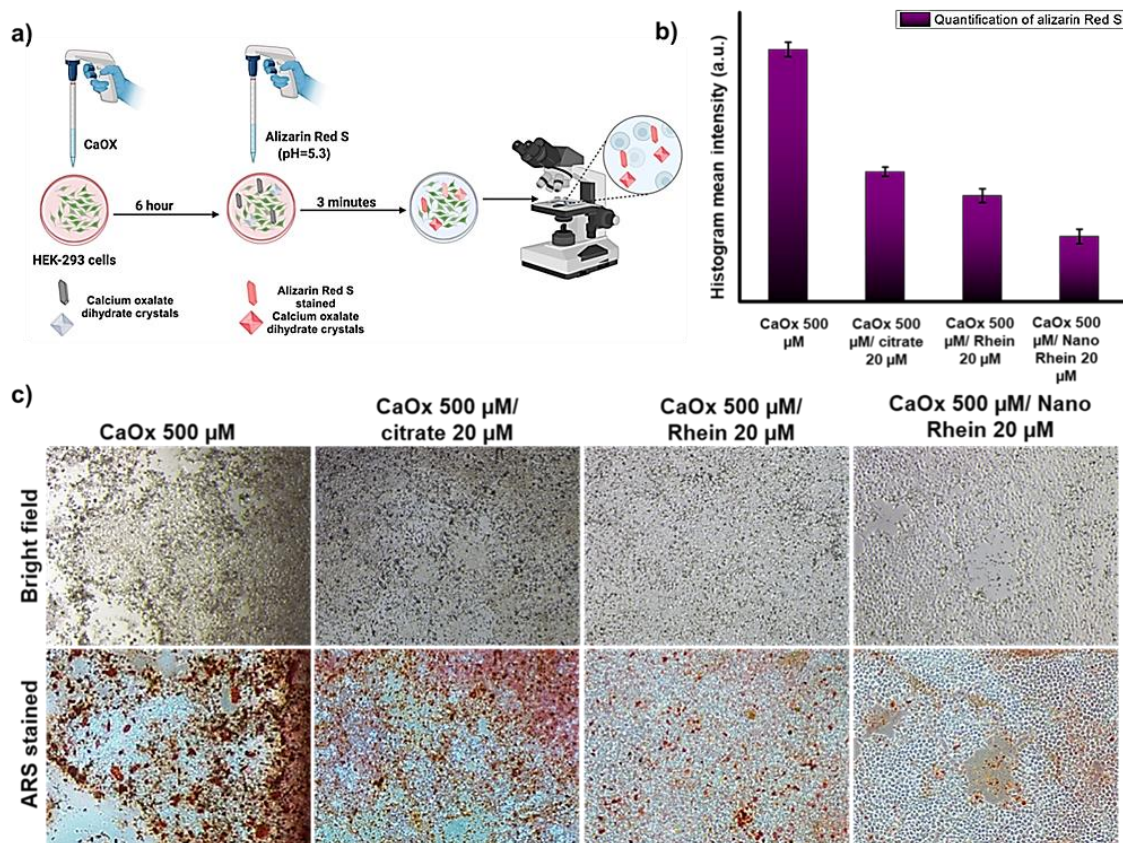 a)
CaOX
Alizarin Red S
(pH=5.3)
6 hour
3 minutes
HEK-293 cells
Calcium oxalate
dihydrate crystals
Alizarin Red S
stained
Calcium oxalate
dihydrate crystals
b)
Quantification of alizarin Red S
Histogram mean intensity (a.u.)
CaOx 500
µM
CaOx 500
µM/ citrate
20 µM
CaOx 500
µM/ Rhein
20 µM
CaOx 500
µM/ Nano
Rhein 20
µM
c)
CaOx 500 µM
CaOx 500 µM/
citrate 20 µM
CaOx 500 µM/
Rhein 20 µM
CaOx 500 µM/ Nano
Rhein 20 µM
Bright field
ARS stained